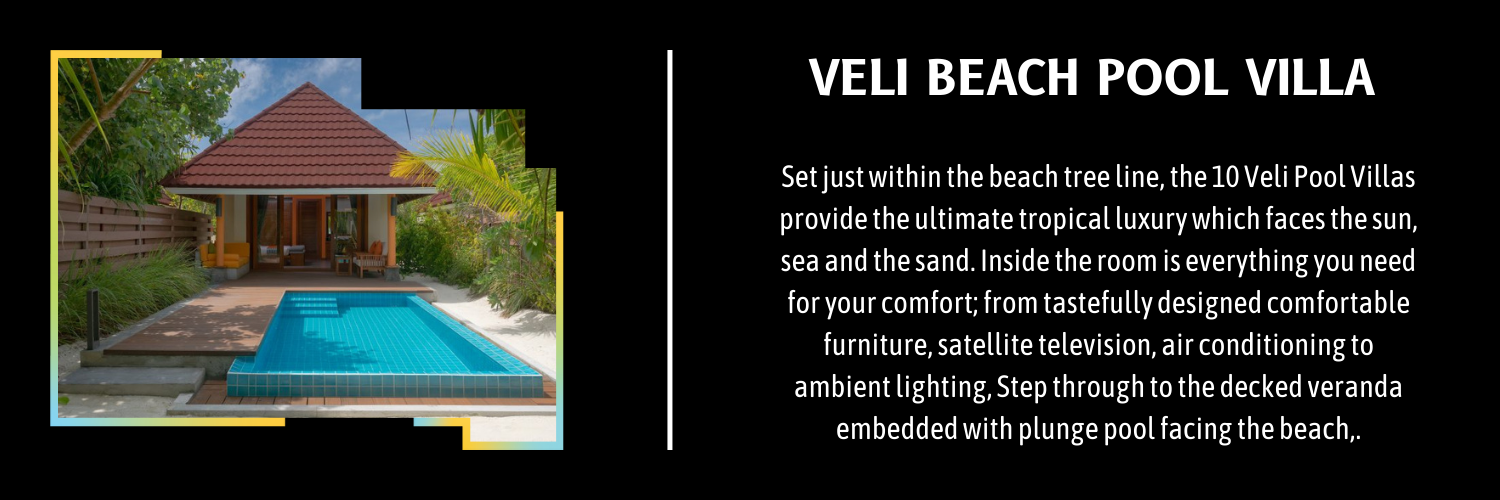 VELI BEACH POOL VILLA
Set just within the beach tree line, the 10 Veli Pool Villas
provide the ultimate tropical luxury which faces the sun,
sea and the sand. Inside the room is everything you need
for your comfort; from tastefully designed comfortable
furniture, satellite television, air conditioning to
ambient lighting, Step through to the decked veranda
embedded with plunge pool facing the beach,.